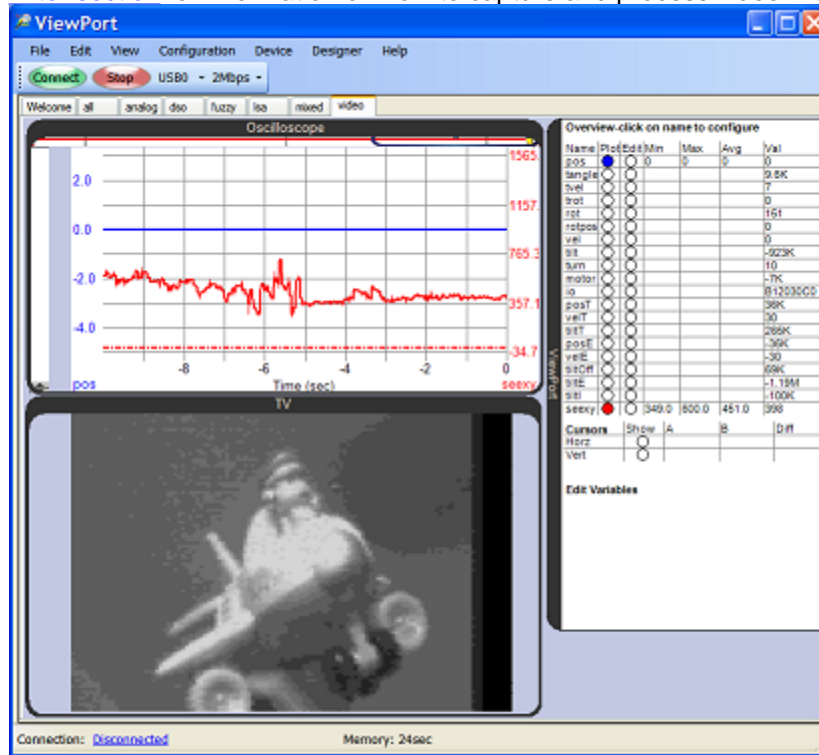 ViewPort
File Edit View Configuration Device Designer Help
Connect Stop USB0 2Mbps
Welcome all analog dso fuzzy lsa mixed video
Oscilloscope
2.0
0.0
-2.0
-4.0
1565.
1157.
765.3
357.1
-34.7
-8 -6 -4 -2 0
pos Time (sec) seexy
TV
ViewPort
Overview-click on name to configure
Name Plot Edit Min Max Avg Val
pos 0 0 0 0
tangle 9.8K
tvel 7
trot 0
rot 151
rotpos 0
vel 0
tilt -923K
turn 10
motor -7K
io B12030C0
posT 36K
velT 30
tiltT 266K
posE -36K
velE -30
tiltOff 69K
tiltE -1.19M
tiltI -100K
seexy 349.0 600.0 451.0 398
Cursors Show A B Diff
Horz
Vert
Edit Variables
Connection: Disconnected Memory: 24sec